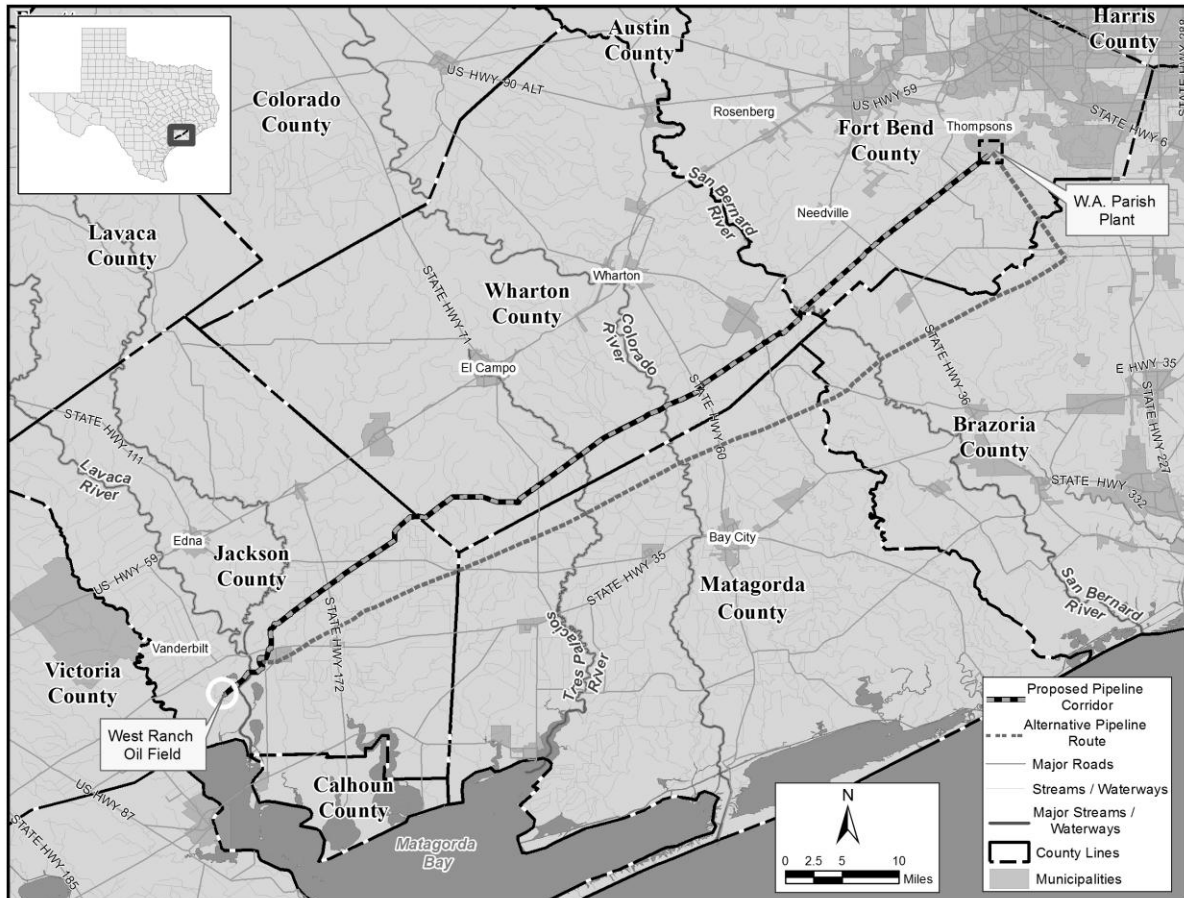 Harris
County
Austin
County
STATE HWY 288
US HWY 90 ALT
Colorado
County
US HWY 59
Rosenberg
STATE HWY 6
Fort Bend
County
Thompsons
San Bernard
River
W.A. Parish
Plant
Needville
Lavaca
County
Wharton
Wharton
County
STATE HWY 71
Colorado
River
El Campo
STATE HWY 36
E HWY 35
STATE HWY 60
STATE HWY 111
Brazoria
County
STATE HWY 227
Lavaca
River
STATE HWY 332
Edna
Bay City
Jackson
County
US HWY 59
STATE HWY 35
Matagorda
County
San Bernard
River
Vanderbilt
STATE HWY 172
Tres Palacios
River
Victoria
County
West Ranch
Oil Field
Calhoun
County
US HWY 87
STATE HWY 185
Matagorda
Bay
N
0 2.5 5 10
Miles
Proposed Pipeline
Corridor
Alternative Pipeline
Route
Major Roads
Streams / Waterways
Major Streams /
Waterways
County Lines
Municipalities